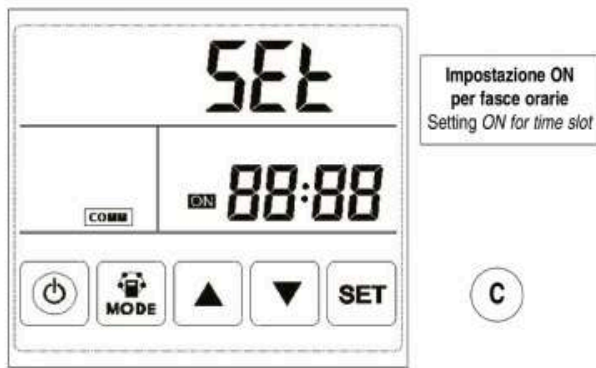 SEt
Impostazione ON
per fasce orarie
Setting ON for time slot
ON 88:88
COMM
MODE
SET
C